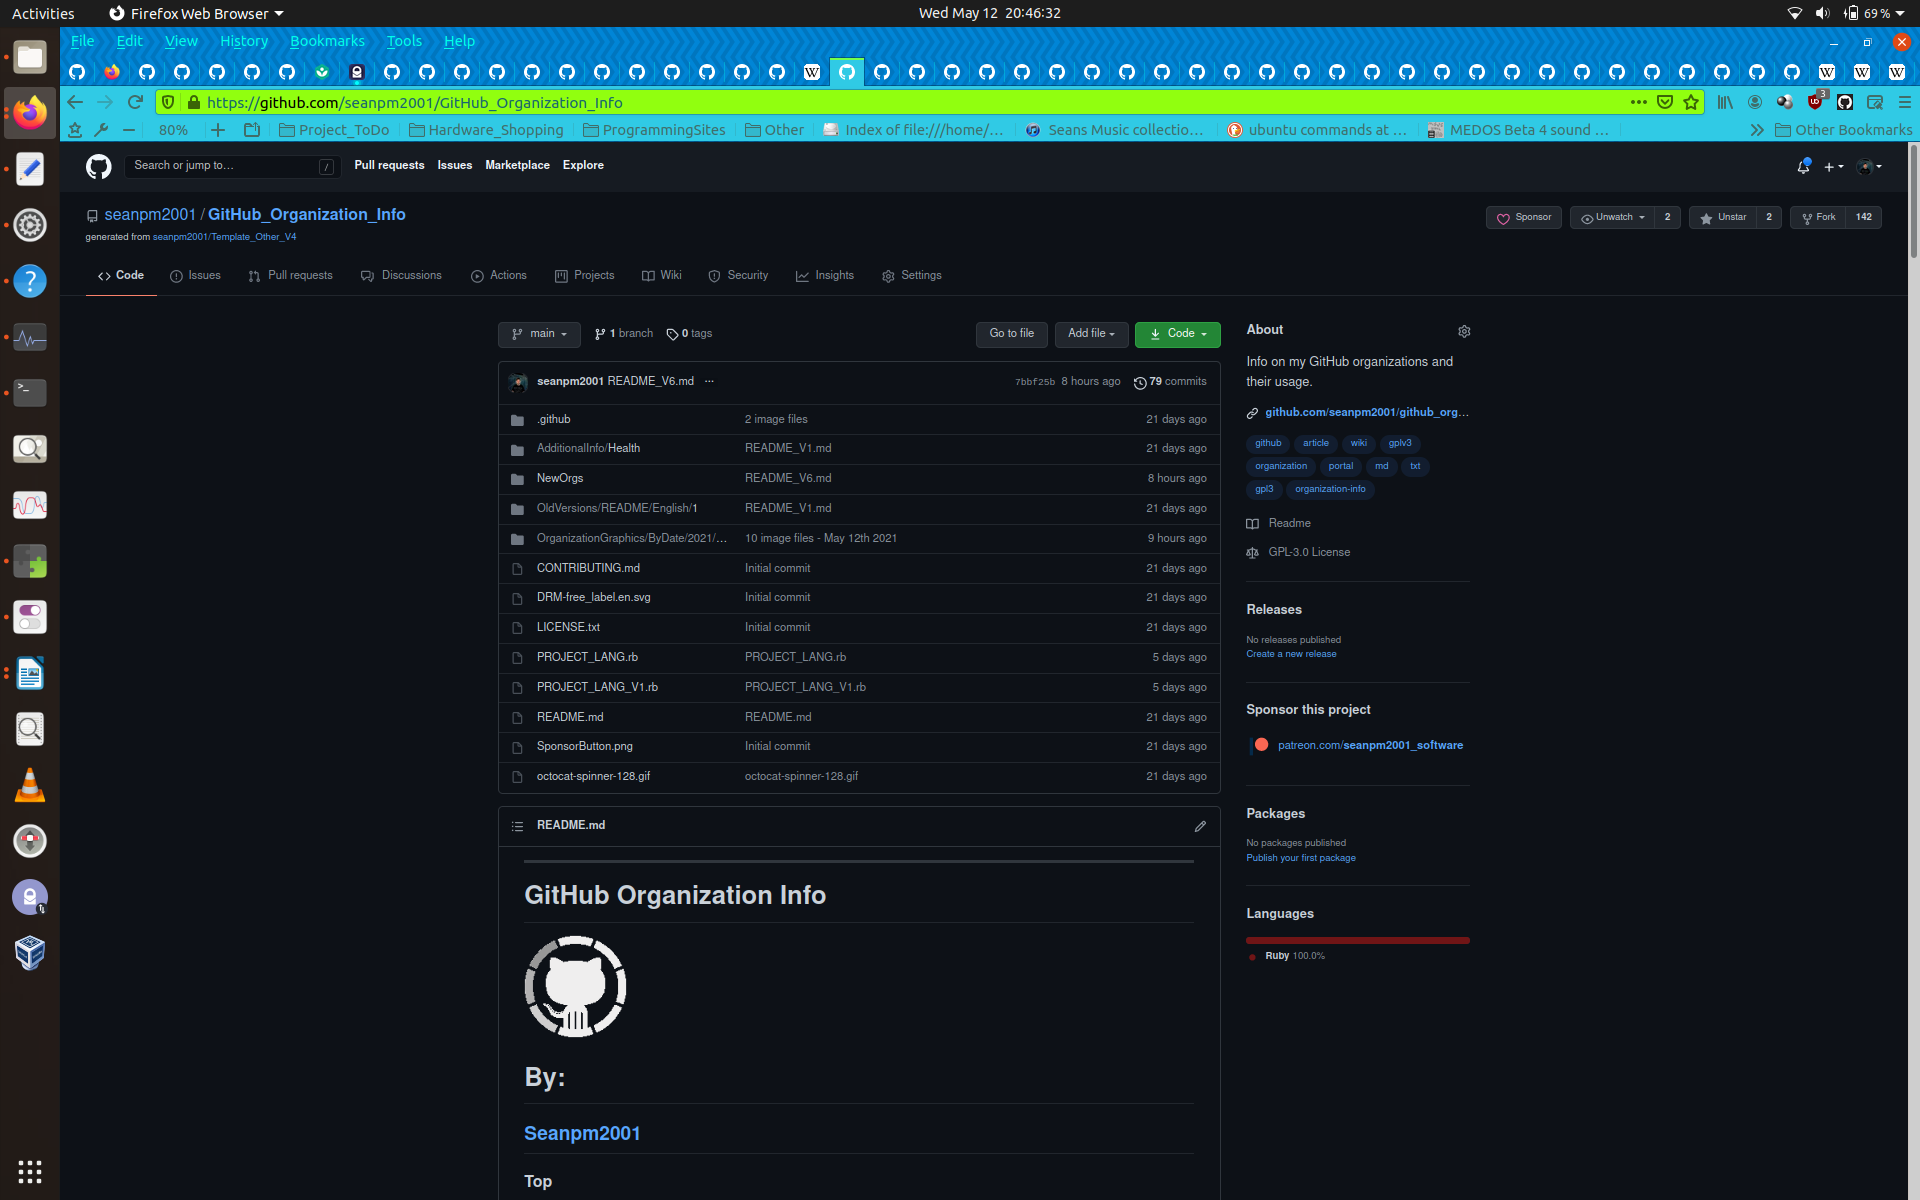 Activities
Firefox Web Browser
Wed May 12 20:46:32
69 %
File Edit View History Bookmarks Tools Help
https://github.com/seanpm2001/GitHub_Organization_Info
3
80%
Project_ToDo
Hardware_Shopping
ProgrammingSites
Other
Index of file:///home/...
Seans Music collectio...
ubuntu commands at ...
MEDOS Beta 4 sound ...
Other Bookmarks
Search or jump to...
/
Pull requests Issues Marketplace Explore
seanpm2001 / GitHub_Organization_Info
generated from seanpm2001/Template_Other_V4
Sponsor
Unwatch 2
Unstar 2
Fork 142
Code
Issues
Pull requests
Discussions
Actions
Projects
Wiki
Security
Insights
Settings
main
1 branch
0 tags
Go to file
Add file
Code
seanpm2001 README_V6.md ...
7bbf25b 8 hours ago
79 commits
.github 2 image files 21 days ago
AdditionalInfo/Health README_V1.md 21 days ago
NewOrgs README_V6.md 8 hours ago
OldVersions/README/English/1 README_V1.md 21 days ago
OrganizationGraphics/ByDate/2021/... 10 image files - May 12th 2021 9 hours ago
CONTRIBUTING.md Initial commit 21 days ago
DRM-free_label.en.svg Initial commit 21 days ago
LICENSE.txt Initial commit 21 days ago
PROJECT_LANG.rb PROJECT_LANG.rb 5 days ago
PROJECT_LANG_V1.rb PROJECT_LANG_V1.rb 5 days ago
README.md README.md 21 days ago
SponsorButton.png Initial commit 21 days ago
octocat-spinner-128.gif octocat-spinner-128.gif 21 days ago
README.md
GitHub Organization Info
By:
Seanpm2001
Top
About
Info on my GitHub organizations and
their usage.
github.com/seanpm2001/github_org...
github article wiki gplv3
organization portal md txt
gpl3 organization-info
Readme
GPL-3.0 License
Releases
No releases published
Create a new release
Sponsor this project
patreon.com/seanpm2001_software
Packages
No packages published
Publish your first package
Languages
Ruby 100.0%